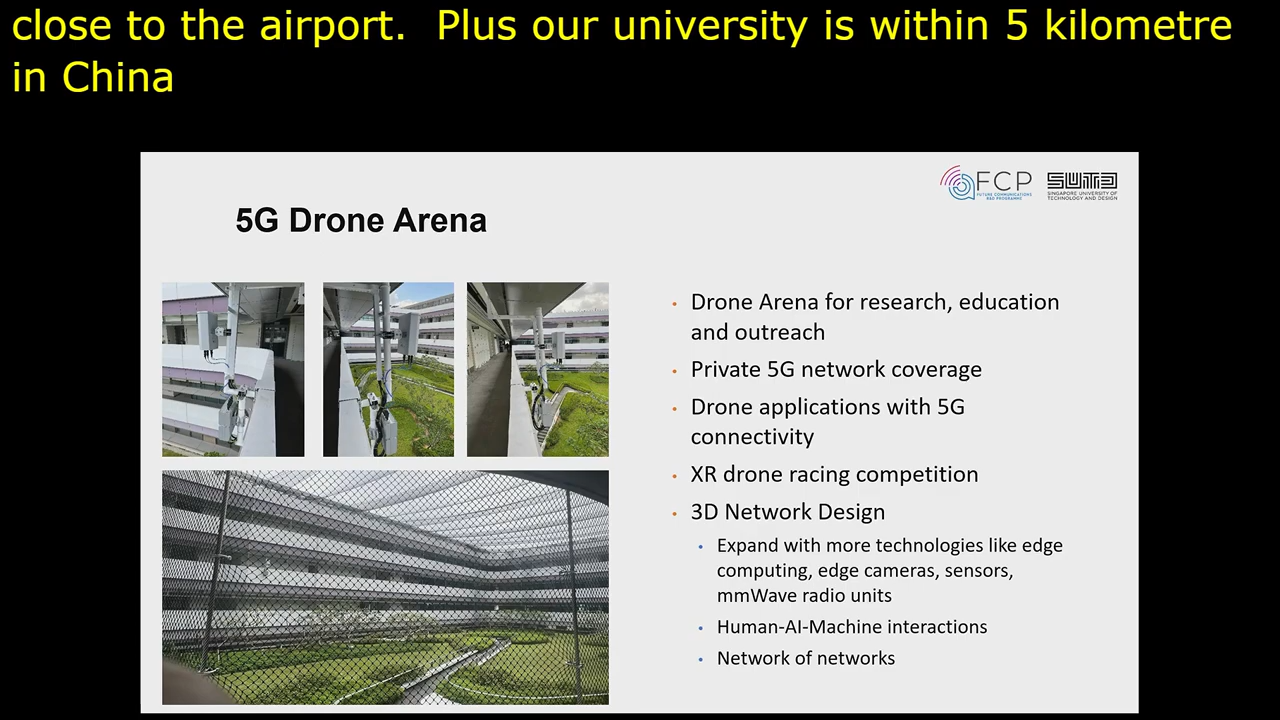 close to the airport.  Plus our university is within 5 kilometre
in China
FCP
FUTURE COMMUNICATIONS
R&D PROGRAMME
SUTD
SINGAPORE UNIVERSITY OF
TECHNOLOGY AND DESIGN
5G Drone Arena
• Drone Arena for research, education
and outreach
• Private 5G network coverage
• Drone applications with 5G
connectivity
• XR drone racing competition
• 3D Network Design
• Expand with more technologies like edge
computing, edge cameras, sensors,
mmWave radio units
• Human-AI-Machine interactions
• Network of networks